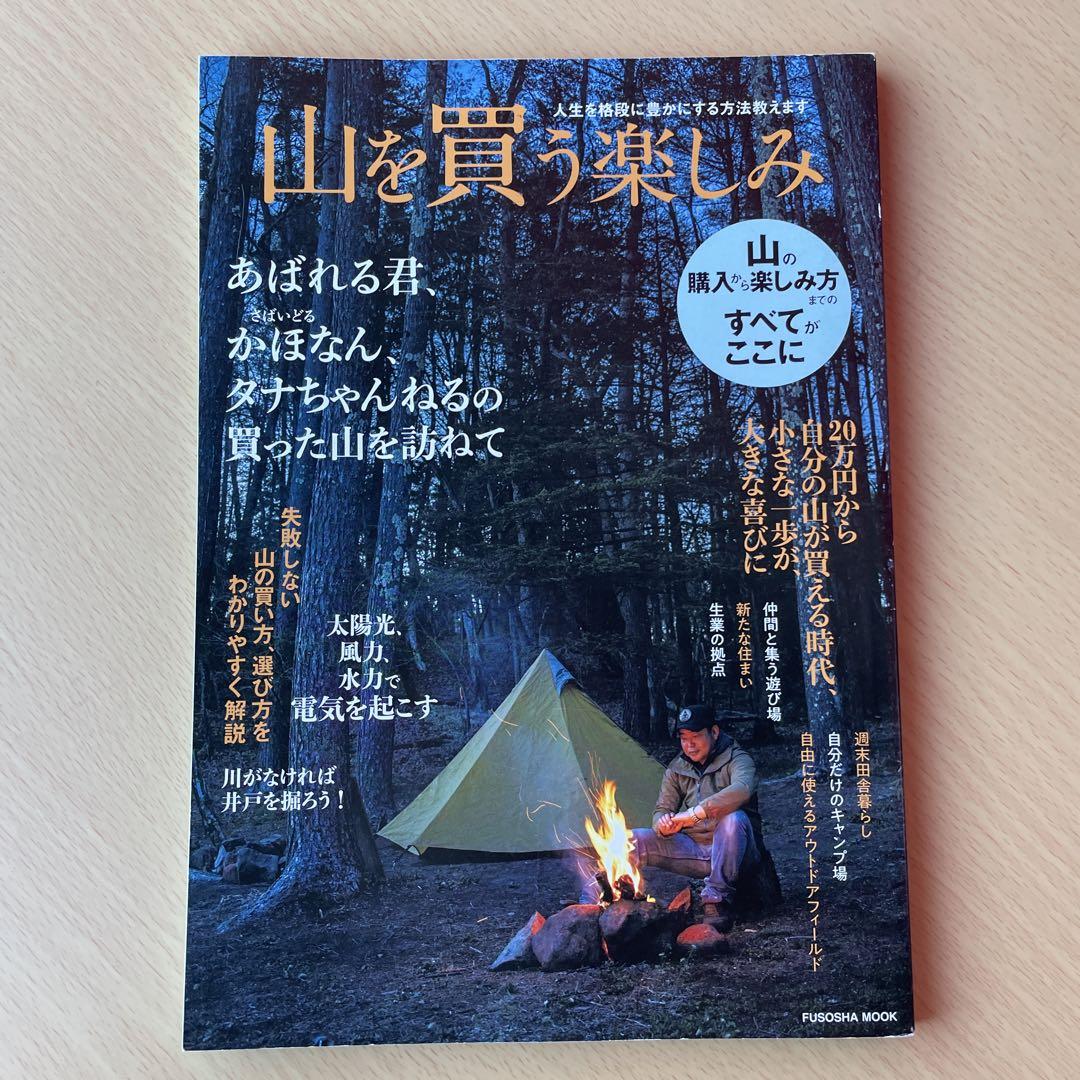 人生を格段に豊かにする方法教えます
山を買う楽しみ
山の
購入から楽しみ方
までの
すべてが
ここに
あばれる君、
さばいどる
かほなん、
タナちゃんねるの
買った山を訪ねて
20万円から
自分の山が買える時代、
小さな一歩が、
大きな喜びに
失敗しない
山の買い方、選び方を
わかりやすく解説
太陽光、
風力、
水力で
電気を起こす
仲間と集う遊び場
新たな住まい
生業の拠点
川がなければ
井戸を掘ろう！
週末田舎暮らし
自分だけのキャンプ場
自由に使えるアウトドアフィールド
FUSOSHA MOOK